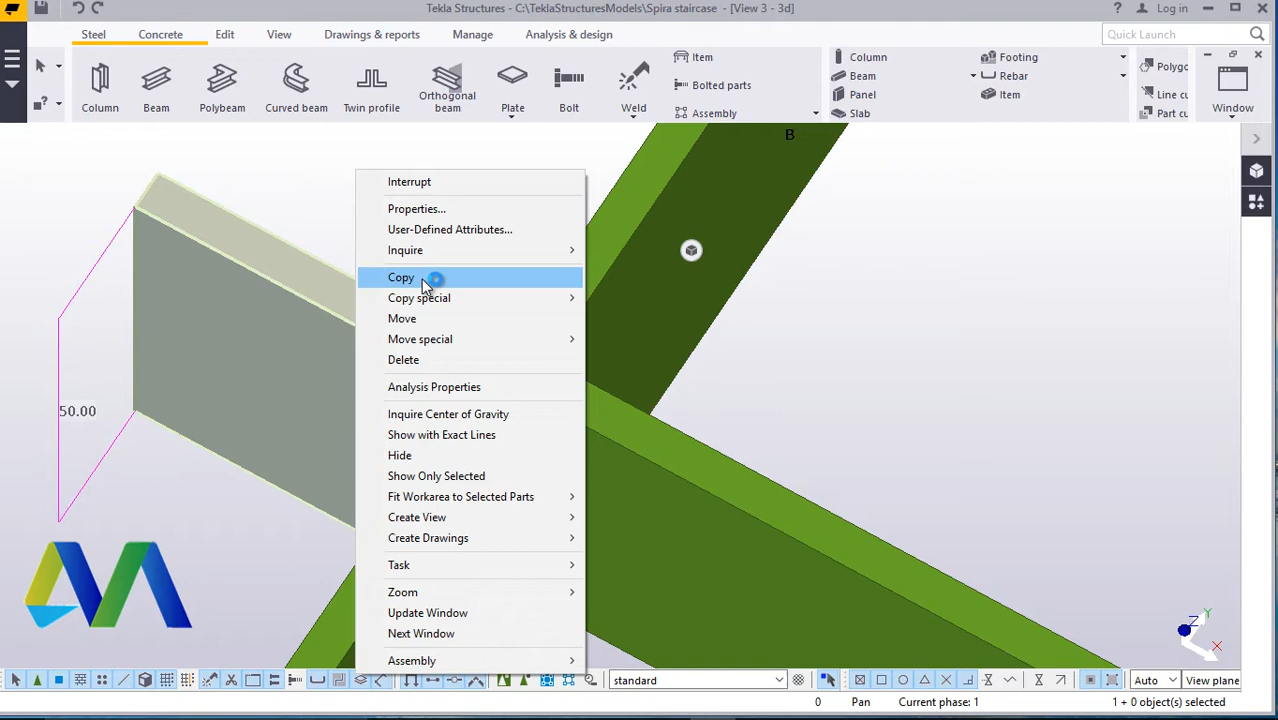 Tekla Structures - C:\TeklaStructuresModels\Spira staircase - [View 3 - 3d]
? Log in
Steel Concrete Edit View Drawings & reports Manage Analysis & design Quick Launch
Column
Beam
Polybeam
Curved beam
Twin profile
Orthogonal
beam
Plate
Bolt
Weld
Item
Bolted parts
Assembly
Column
Beam
Panel
Slab
Footing
Rebar
Item
Polygo
Line cu
Part cu
Window
B
50.00
Interrupt
Properties...
User-Defined Attributes...
Inquire
Copy
Copy special
Move
Move special
Delete
Analysis Properties
Inquire Center of Gravity
Show with Exact Lines
Hide
Show Only Selected
Fit Workarea to Selected Parts
Create View
Create Drawings
Task
Zoom
Update Window
Next Window
Assembly
Z Y X
standard
Auto
View plane
0 Pan Current phase: 1 1 + 0 object(s) selected